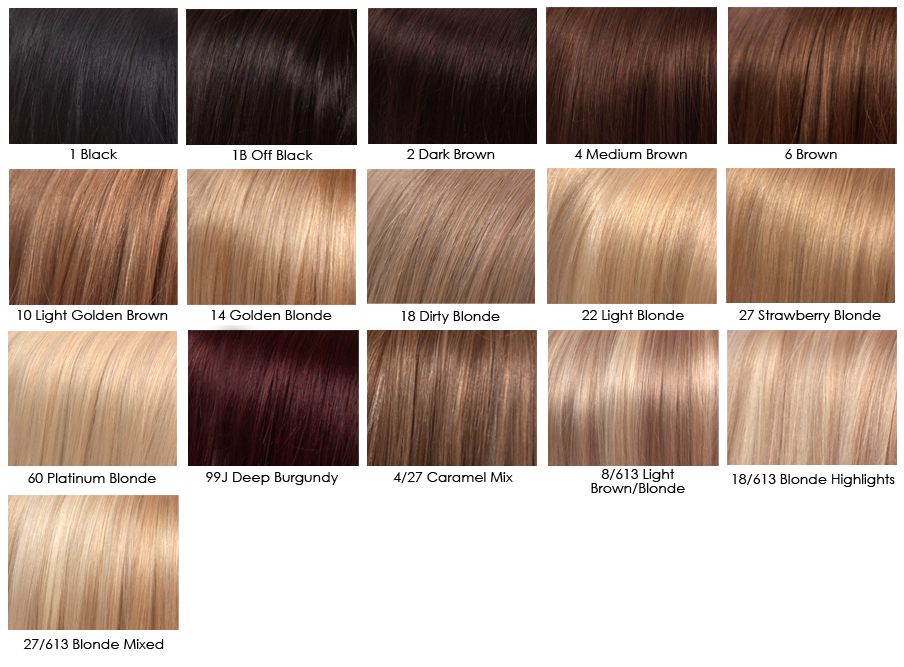 1 Black
1B Off Black
2 Dark Brown
4 Medium Brown
6 Brown
10 Light Golden Brown
14 Golden Blonde
18 Dirty Blonde
22 Light Blonde
27 Strawberry Blonde
60 Platinum Blonde
99J Deep Burgundy
4/27 Caramel Mix
8/613 Light
Brown/Blonde
18/613 Blonde Highlights
27/613 Blonde Mixed